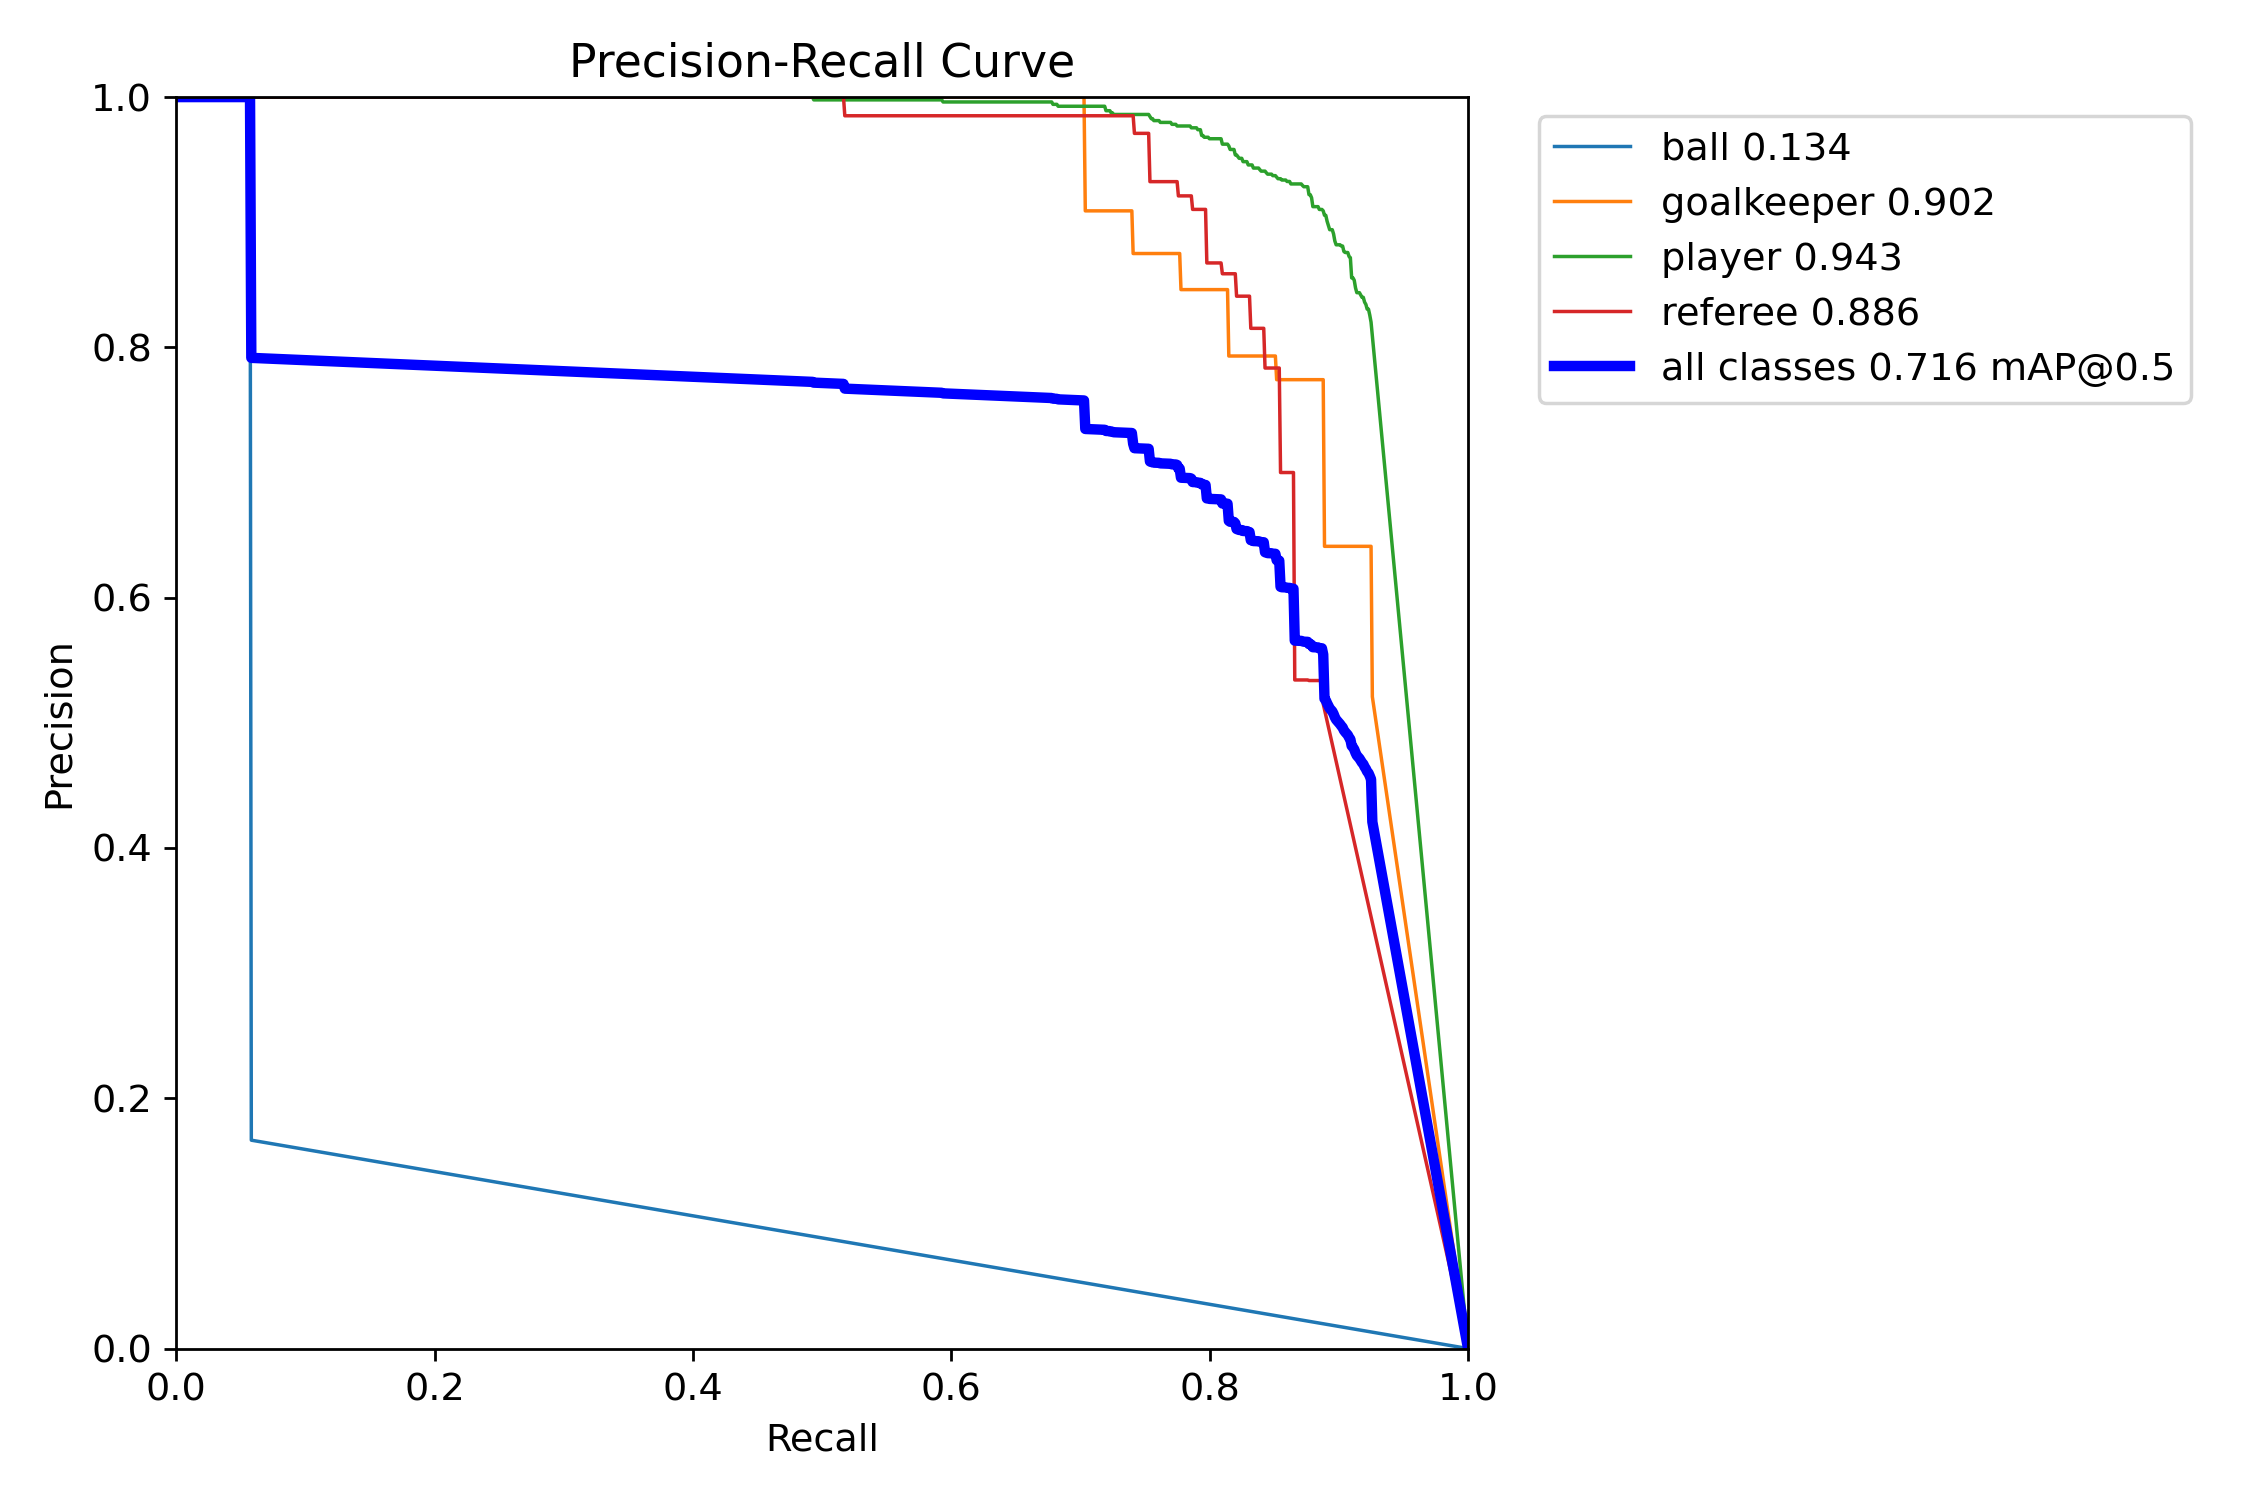 Precision-Recall Curve
1.0
0.8
0.6
0.4
0.2
0.0
Precision
0.0 0.2 0.4 0.6 0.8 1.0
Recall
ball 0.134
goalkeeper 0.902
player 0.943
referee 0.886
all classes 0.716 mAP@0.5